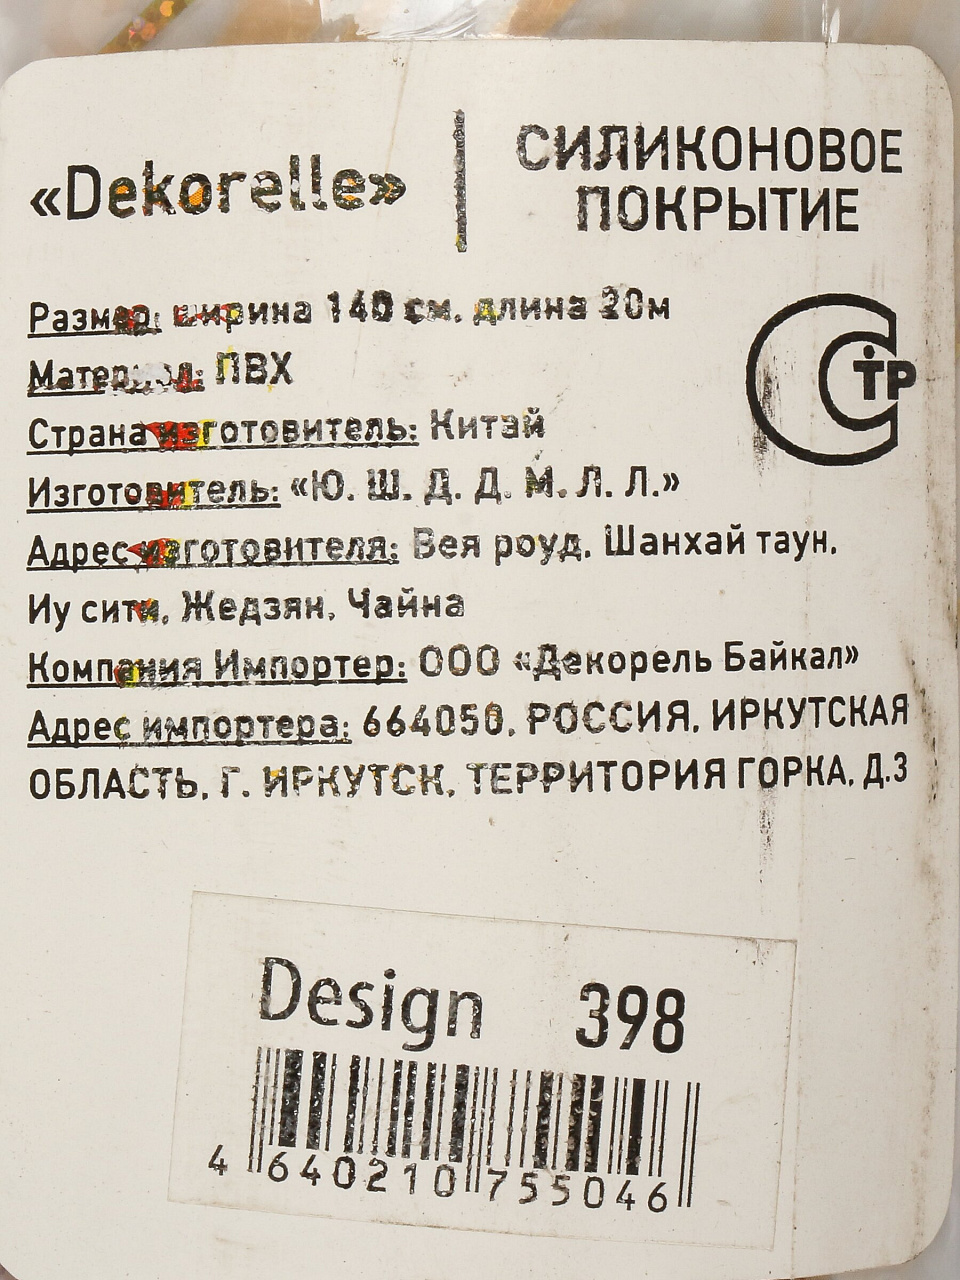 «Dekorelle»
СИЛИКОНОВОЕ
ПОКРЫТИЕ
Размер: ширина 140 см. длина 20м
Материал: ПВХ
Страна изготовитель: Китай
Изготовитель: «Ю. Ш. Д. Д. М. Л. Л.»
Адрес изготовителя: Вея роуд. Шанхай таун.
Иу сити, Жедзян, Чайна
Компания Импортер: ООО «Декорель Байкал»
Адрес импортера: 664050, РОССИЯ, ИРКУТСКАЯ
ОБЛАСТЬ, Г. ИРКУТСК, ТЕРРИТОРИЯ ГОРКА, Д.3
СТР
Design 398
4 640210 755046